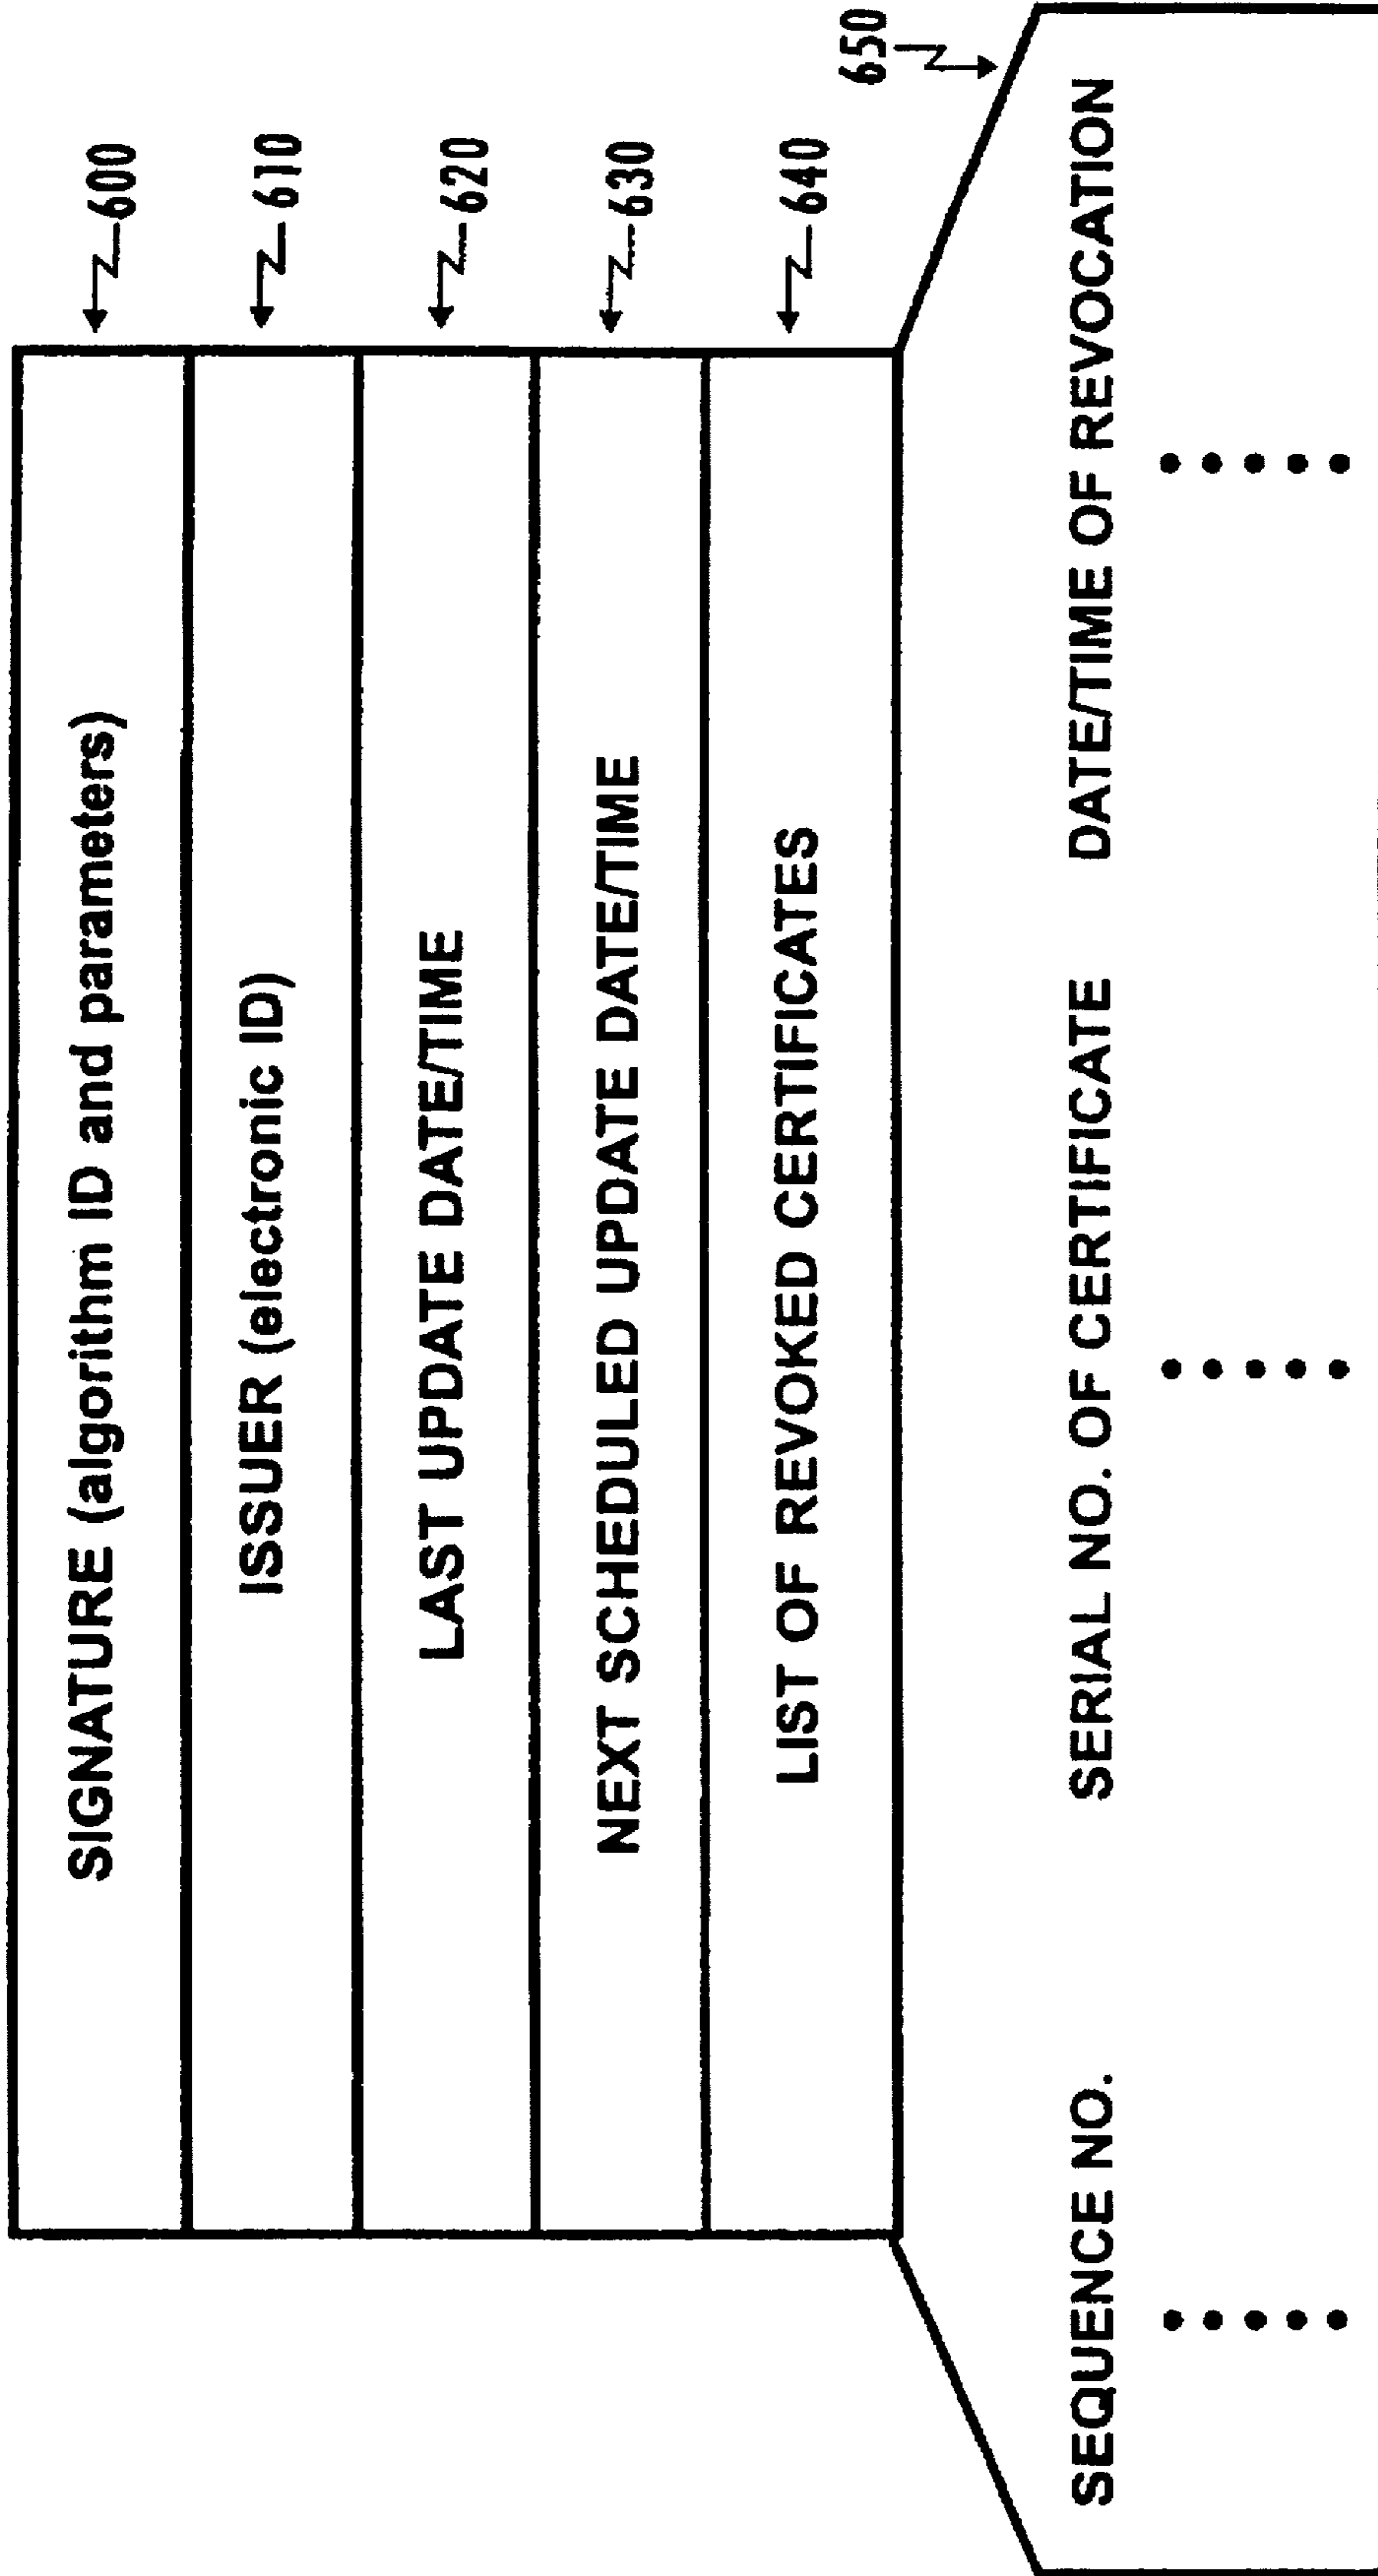 SIGNATURE (algorithm ID and parameters) 600
ISSUER (electronic ID) 610
LAST UPDATE DATE/TIME 620
NEXT SCHEDULED UPDATE DATE/TIME 630
LIST OF REVOKED CERTIFICATES 640
650
SEQUENCE NO. SERIAL NO. OF CERTIFICATE DATE/TIME OF REVOCATION